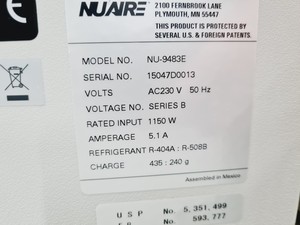 NUAIRE
2100 FERNBROOK LANE
PLYMOUTH, MN 55447
THIS PRODUCT IS PROTECTED BY
SEVERAL U.S. & FOREIGN PATENTS.
MODEL NO. NU-9483E
SERIAL NO. 15047D0013
VOLTS AC230 V 50 Hz
VOLTAGE NO. SERIES B
RATED INPUT 1150 W
AMPERAGE 5.1 A
REFRIGERANT R-404A : R-508B
CHARGE 435 : 240 g
Assembled in Mexico
U S P No. 5, 351, 499
No. 593, 777